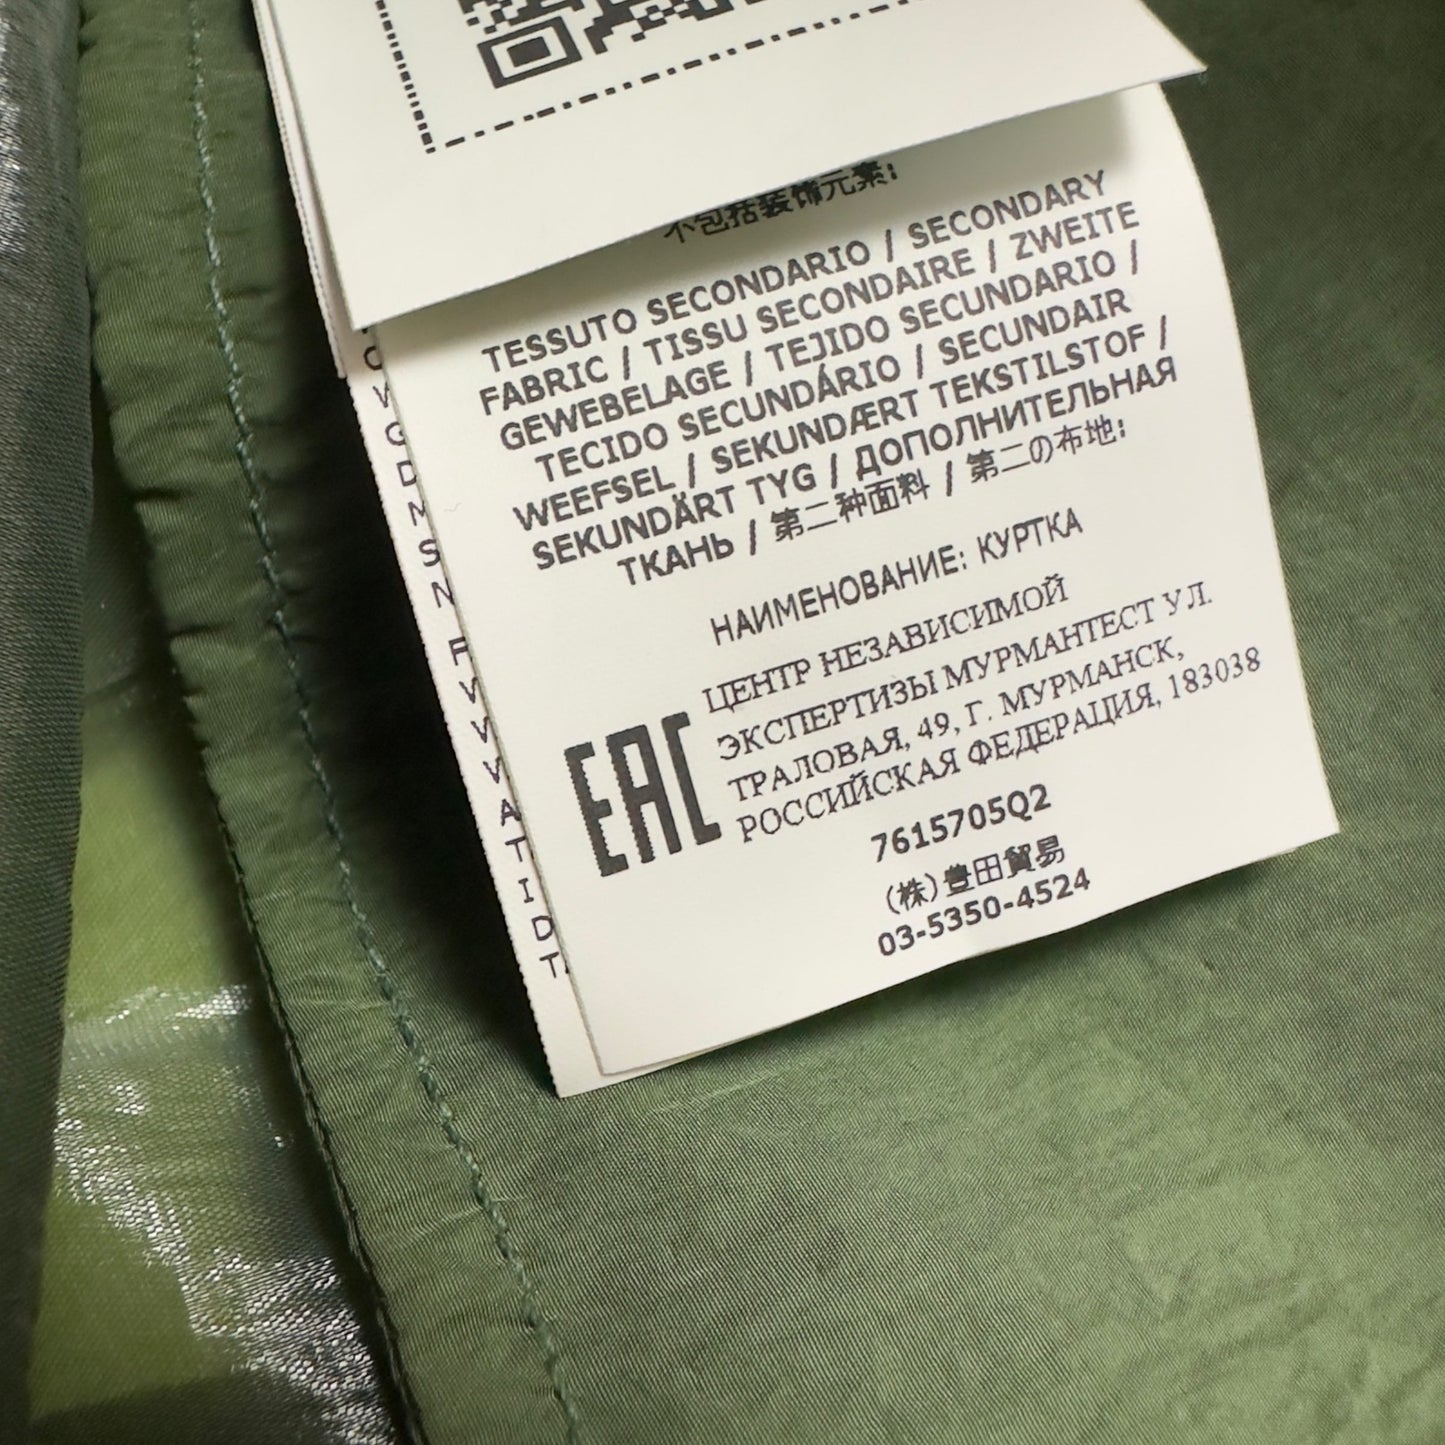 不包括装饰元素:
TESSUTO SECONDARIO / SECONDARY
FABRIC / TISSU SECONDAIRE / ZWEITE
GEWEBELAGE / TEJIDO SECUNDARIO /
TECIDO SECUNDÁRIO / SECUNDAIR
WEEFSEL / SEKUNDÆRT TEKSTILSTOF /
SEKUNDÄRT TYG / ДОПОЛНИТЕЛЬНАЯ
ТКАНЬ / 第二种面料 / 第二の布地:
НАИМЕНОВАНИЕ: КУРТКА
EAC
ЦЕНТР НЕЗАВИСИМОЙ
ЭКСПЕРТИЗЫ МУРМАНТЕСТ УЛ.
ТРАЛОВАЯ, 49, Г. МУРМАНСК,
РОССИЙСКАЯ ФЕДЕРАЦИЯ, 183038
7615705Q2
(株)豊田貿易
03-5350-4524